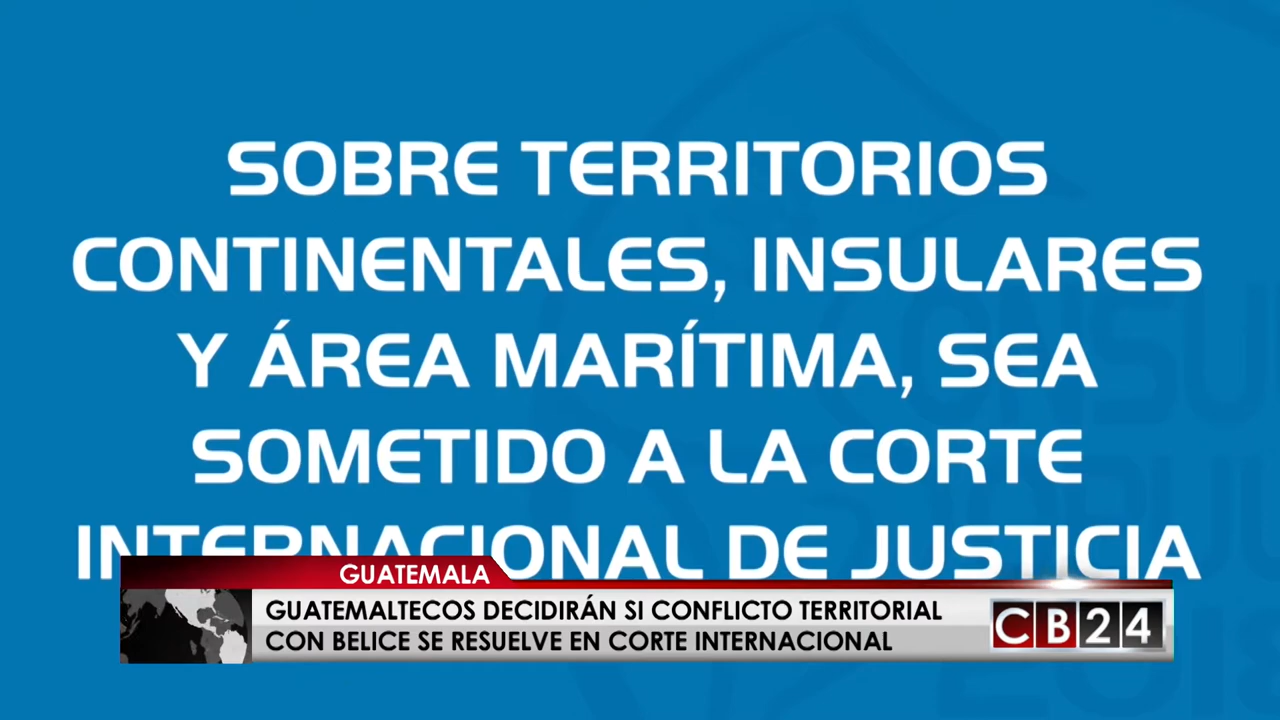 SOBRE TERRITORIOS
CONTINENTALES, INSULARES
Y ÁREA MARÍTIMA, SEA
SOMETIDO A LA CORTE
INTERNACIONAL DE JUSTICIA
GUATEMALA
GUATEMALTECOS DECIDIRÁN SI CONFLICTO TERRITORIAL
CON BELICE SE RESUELVE EN CORTE INTERNACIONAL
CB24